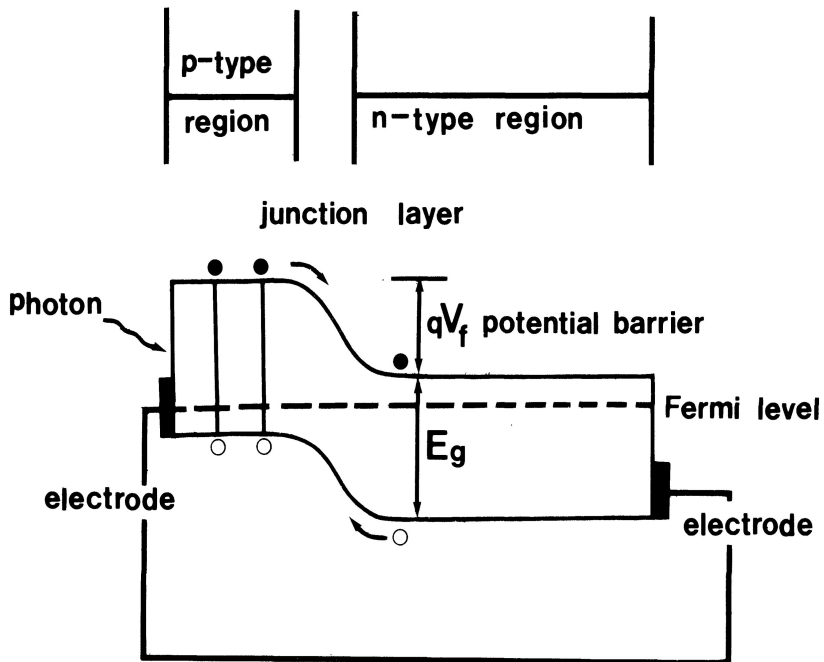 p-type
region
n-type region
junction layer
photon
qVf potential barrier
Fermi level
Eg
electrode
electrode